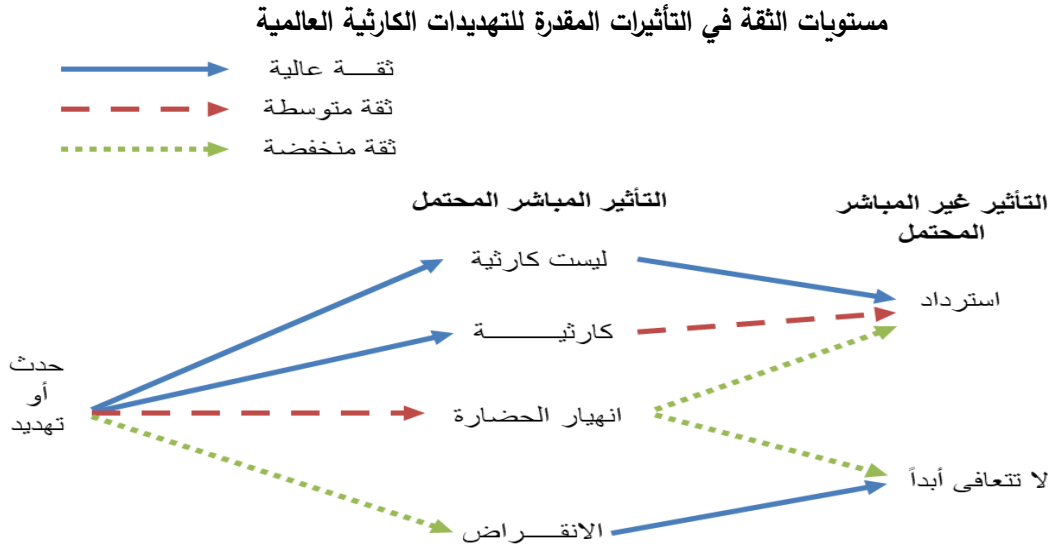 مستويات الثقة في التأثيرات المقدرة للتهديدات الكارثية العالمية
ثقـــة عالية
ثقة متوسطة
ثقة منخفضة
التأثير المباشر المحتمل
التأثير غير المباشر
المحتمل
ليست كارثية
استرداد
كارثيـــــــة
حدث
أو
تهديد
انهيار الحضارة
لا تتعافى أبداً
الانقـــراض